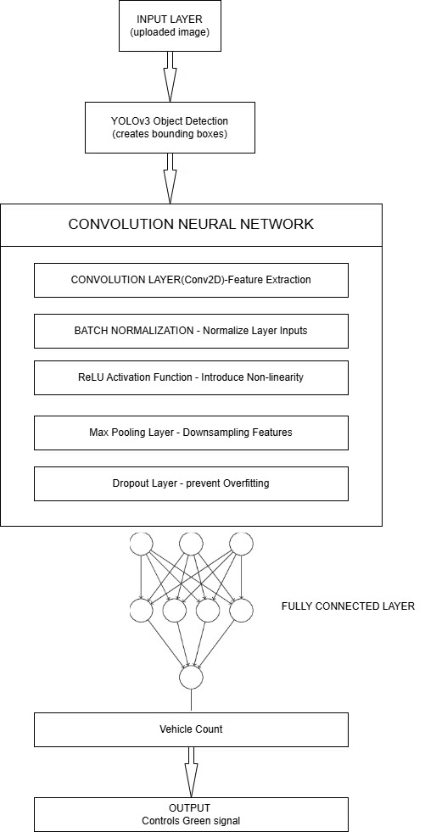 INPUT LAYER
(uploaded image)
YOLOv3 Object Detection
(creates bounding boxes)
CONVOLUTION NEURAL NETWORK
CONVOLUTION LAYER(Conv2D)-Feature Extraction
BATCH NORMALIZATION - Normalize Layer Inputs
ReLU Activation Function - Introduce Non-linearity
Max Pooling Layer - Downsampling Features
Dropout Layer - prevent Overfitting
FULLY CONNECTED LAYER
Vehicle Count
OUTPUT
Controls Green signal